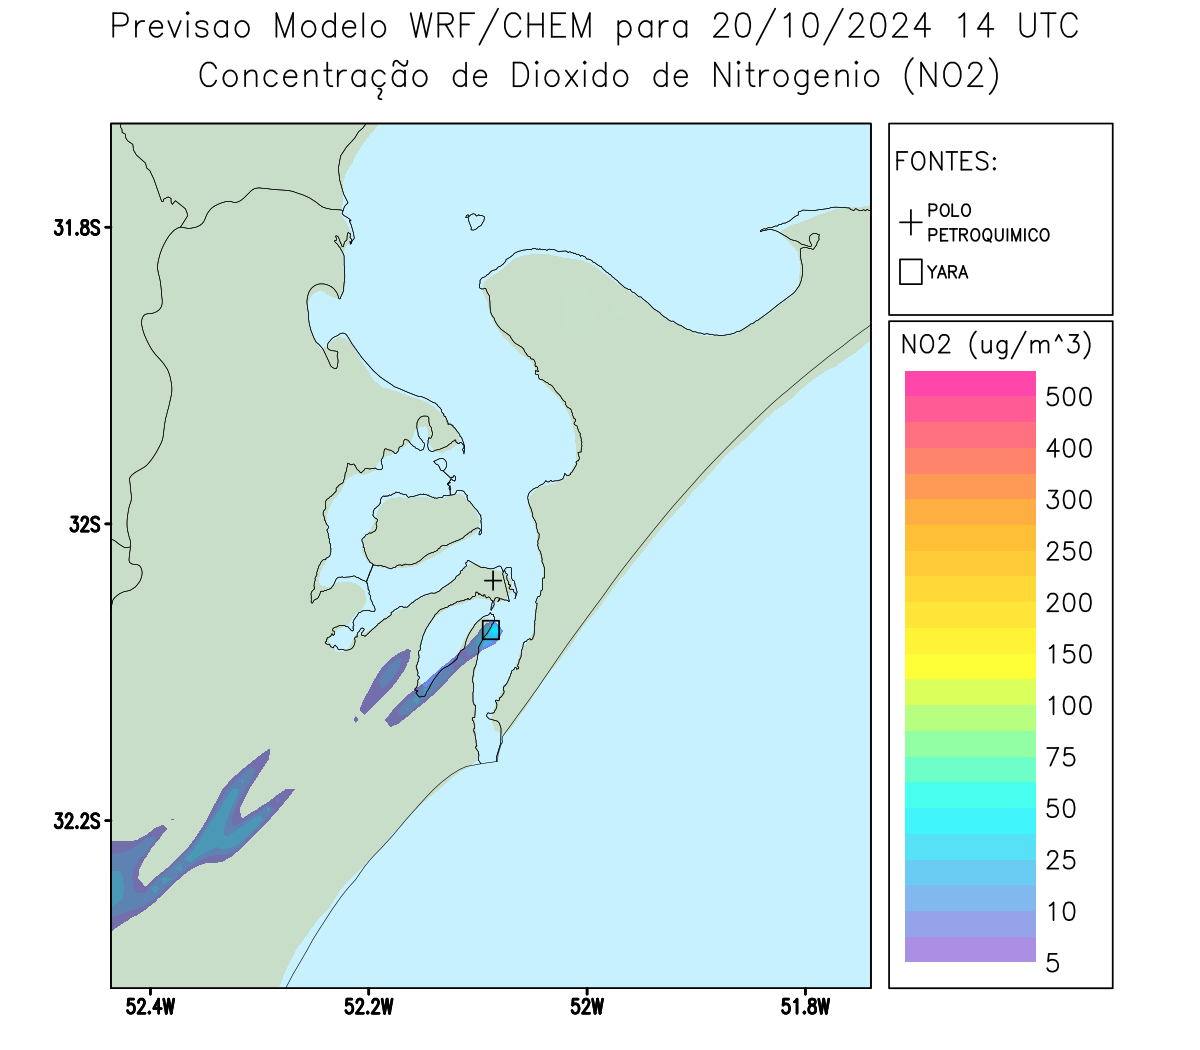 Previsao Modelo WRF/CHEM para 20/10/2024 14 UTC
Concentração de Dioxido de Nitrogenio (NO2)
FONTES:
POLO
PETROQUIMICO
YARA
NO2 (ug/m^3)
500
400
300
250
200
150
100
75
50
25
10
5
31.8S
32S
32.2S
52.4W
52.2W
52W
51.8W